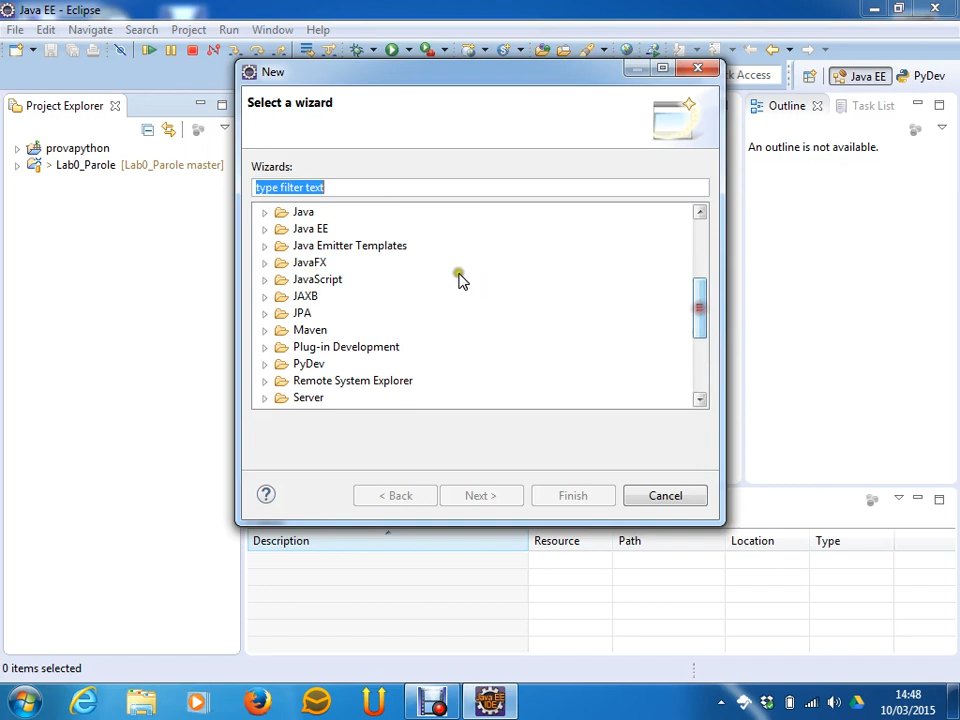 Java EE - Eclipse
File Edit Navigate Search Project Run Window Help
Access
Java EE
PyDev
New
Project Explorer
Select a wizard
Outline
Task List
provapython
An outline is not available.
> Lab0_Parole [Lab0_Parole master]
Wizards:
type filter text
Java
Java EE
Java Emitter Templates
JavaFX
JavaScript
JAXB
JPA
Maven
Plug-in Development
PyDev
Remote System Explorer
Server
? < Back Next > Finish Cancel
Description Resource Path Location Type
0 items selected
14:48
10/03/2015